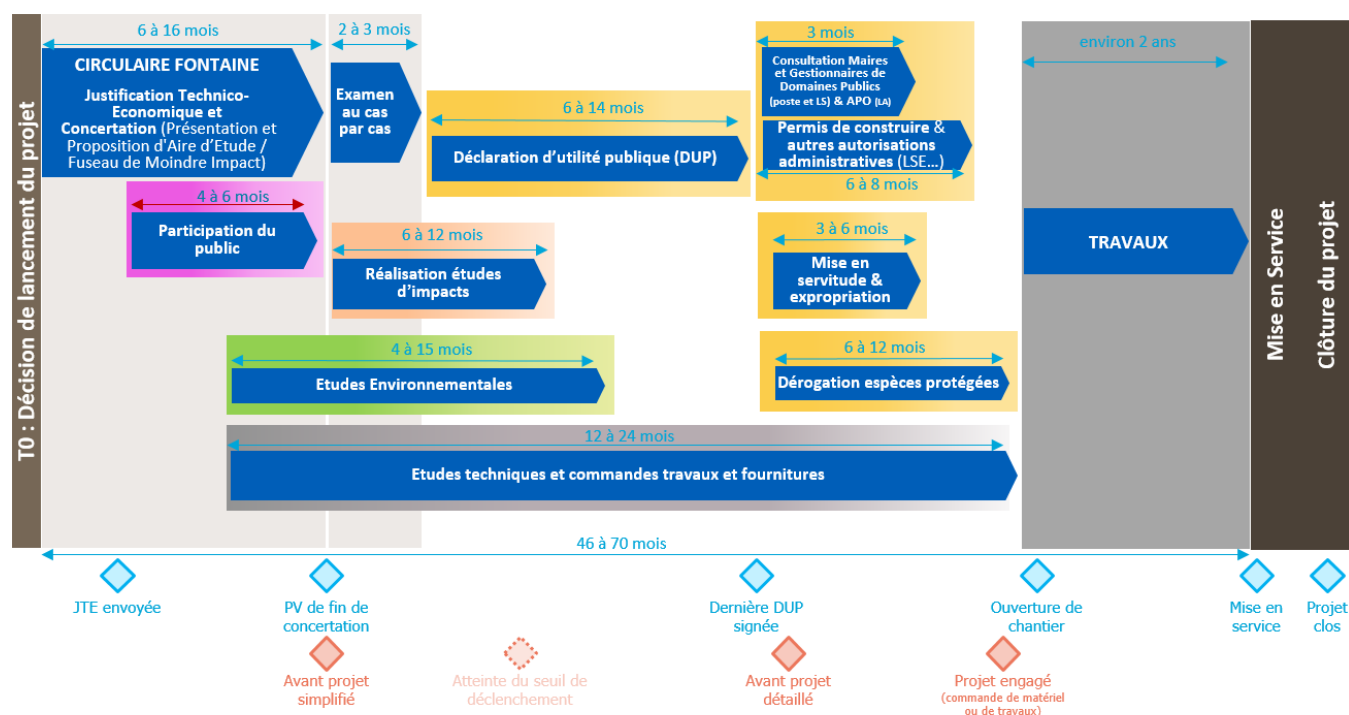 T0 : Décision de lancement du projet
6 à 16 mois
CIRCULAIRE FONTAINE
Justification Technico-
Economique et
Concertation (Présentation et
Proposition d'Aire d'Etude /
Fuseau de Moindre Impact)
4 à 6 mois
Participation du
public
2 à 3 mois
Examen
au cas
par cas
6 à 14 mois
Déclaration d'utilité publique (DUP)
6 à 12 mois
Réalisation études
d'impacts
4 à 15 mois
Etudes Environnementales
12 à 24 mois
Etudes techniques et commandes travaux et fournitures
3 mois
Consultation Maires
et Gestionnaires de
Domaines Publics
(poste et LS) & APO (LA)
Permis de construire &
autres autorisations
administratives (LSE...)
6 à 8 mois
3 à 6 mois
Mise en
servitude &
expropriation
6 à 12 mois
Dérogation espèces protégées
environ 2 ans
TRAVAUX
Mise en Service
Clôture du projet
46 à 70 mois
JTE envoyée
PV de fin de
concertation
Dernière DUP
signée
Ouverture de
chantier
Mise en
service
Projet
clos
Avant projet
simplifié
Atteinte du seuil de
déclenchement
Avant projet
détaillé
Projet engagé
(commande de matériel
ou de travaux)